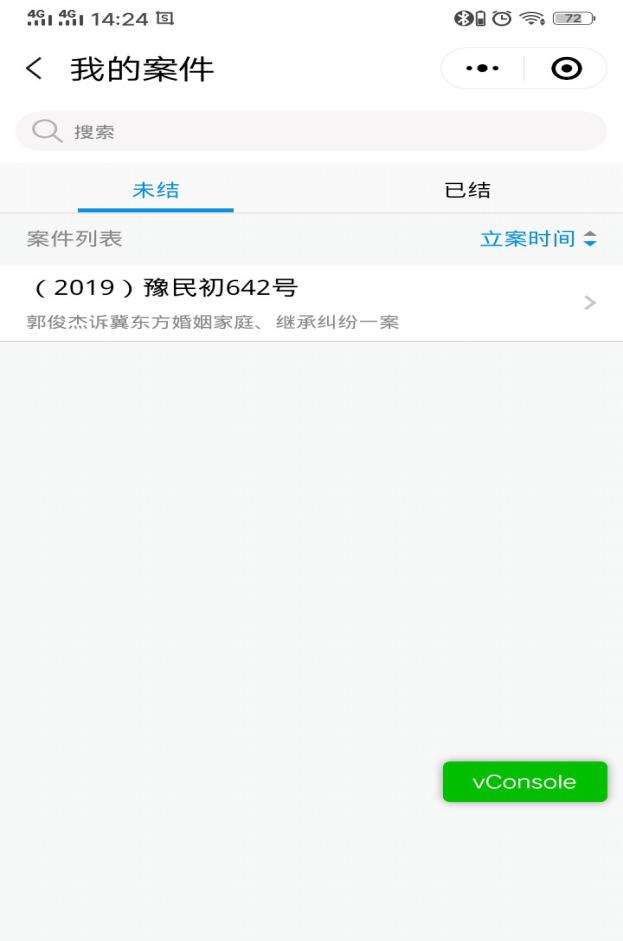 4G 4G 14:24 72
我的案件
搜索
未结 已结
案件列表 立案时间
（2019）豫民初642号
郭俊杰诉冀东方婚姻家庭、继承纠纷一案
vConsole